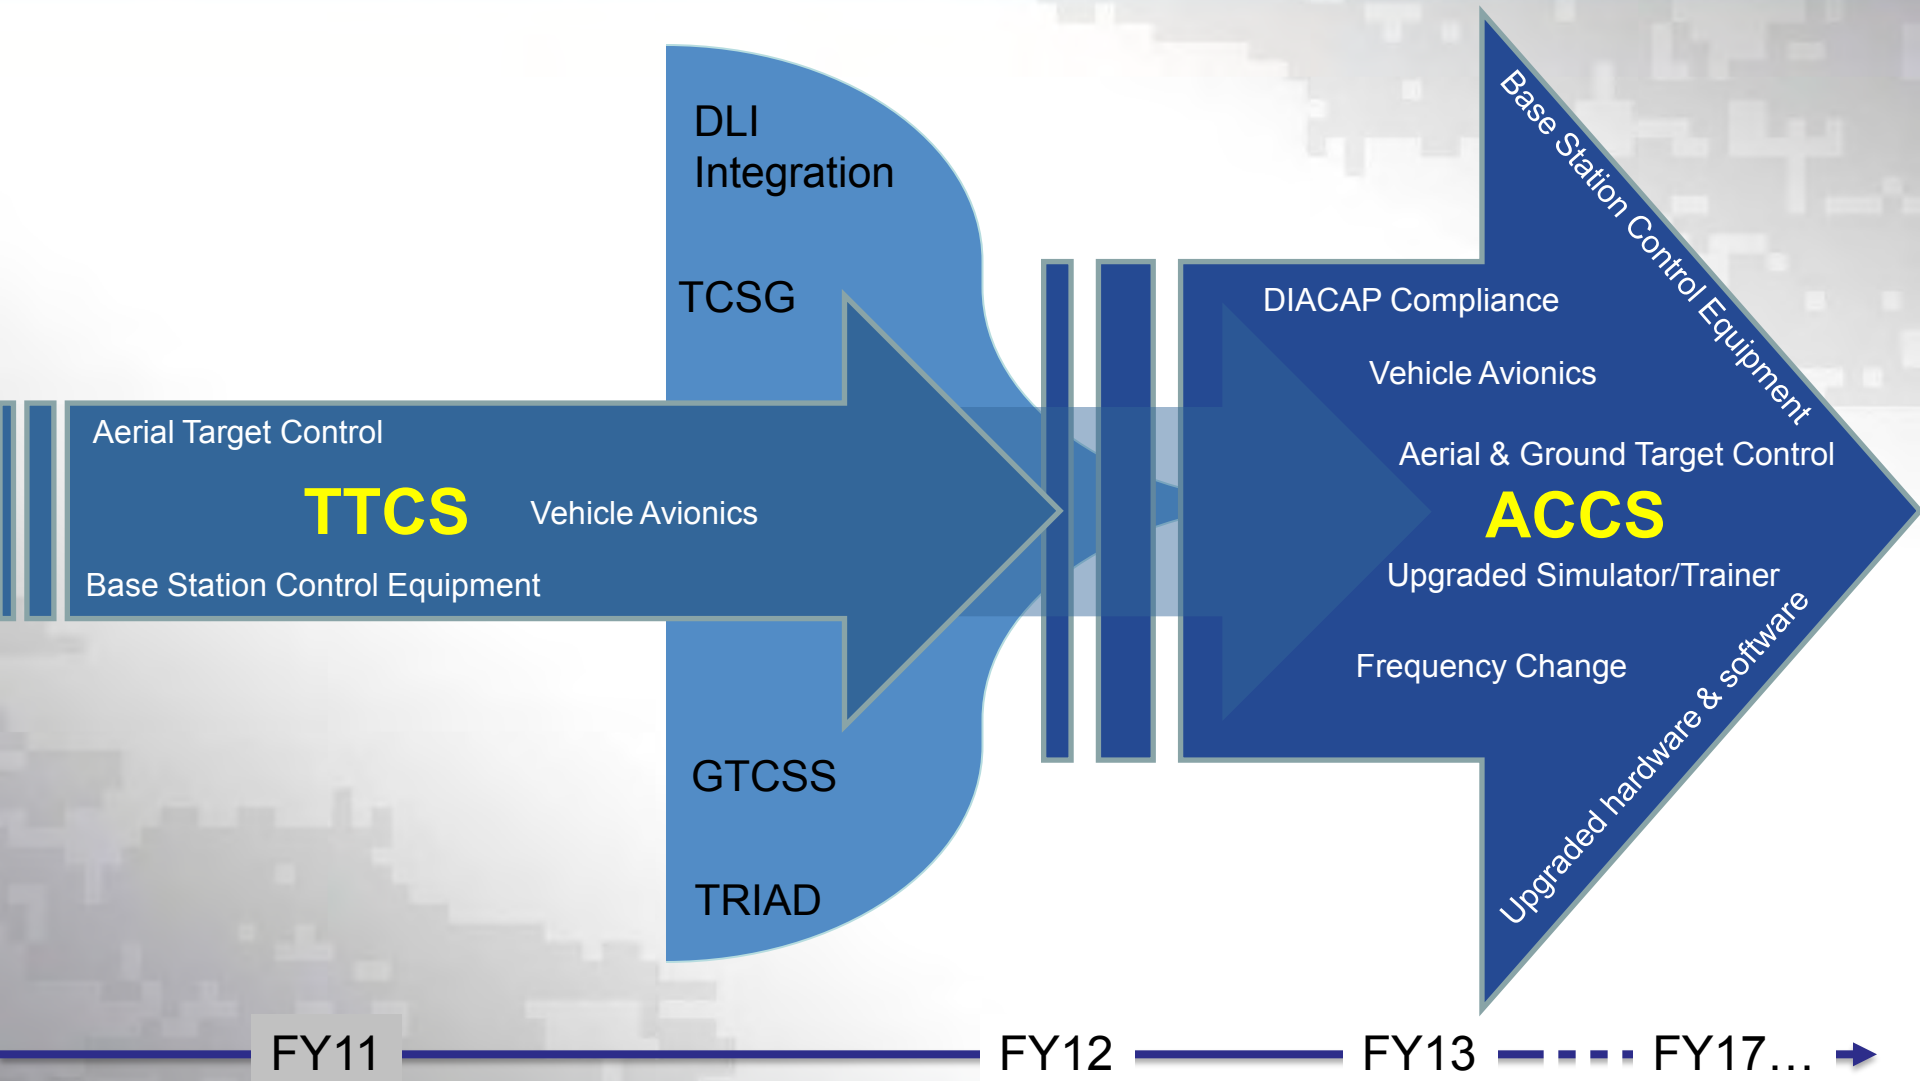 DLI
Integration
TCSG
Aerial Target Control
TTCS
Vehicle Avionics
Base Station Control Equipment
GTCSS
TRIAD
Base Station Control Equipment
DIACAP Compliance
Vehicle Avionics
Aerial & Ground Target Control
ACCS
Upgraded Simulator/Trainer
Frequency Change
Upgraded hardware & software
FY11
FY12
FY13
FY17...